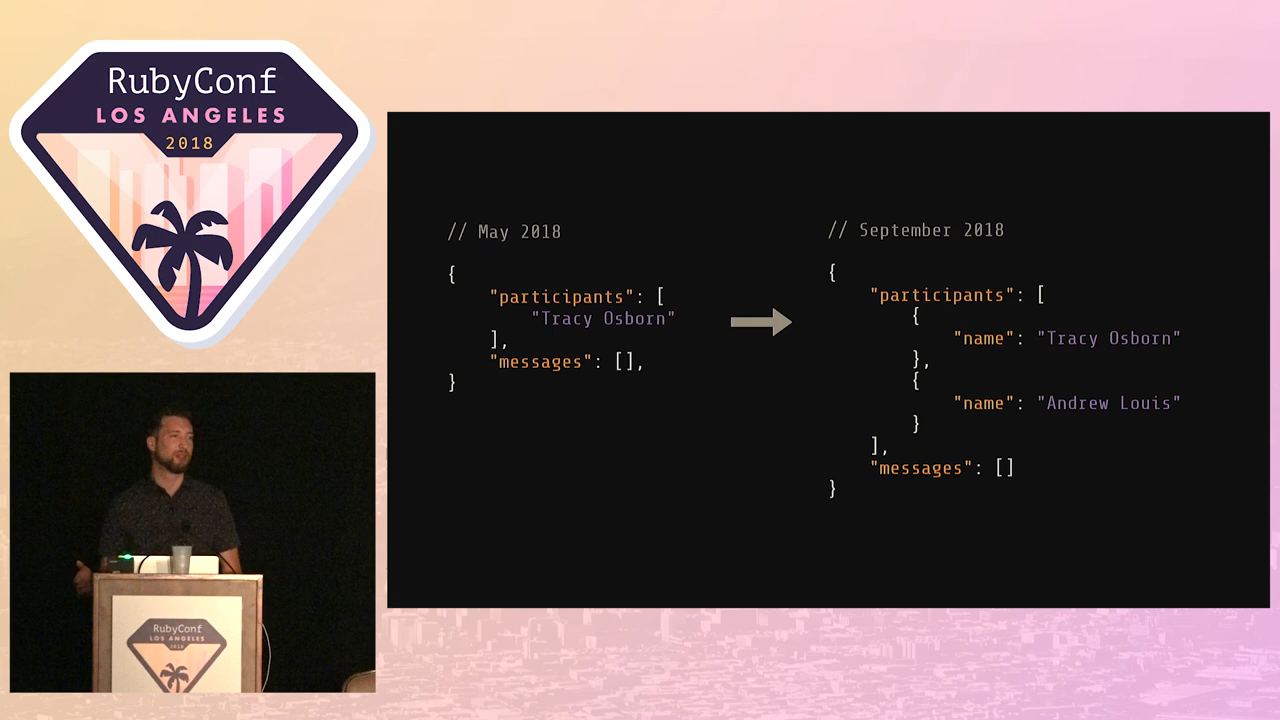 RubyConf
LOS ANGELES
2018
// May 2018
{
"participants": [
"Tracy Osborn"
],
"messages": [],
}
// September 2018
{
"participants": [
{
"name": "Tracy Osborn"
},
{
"name": "Andrew Louis"
}
],
"messages": []
}
RubyConf
LOS ANGELES
2018